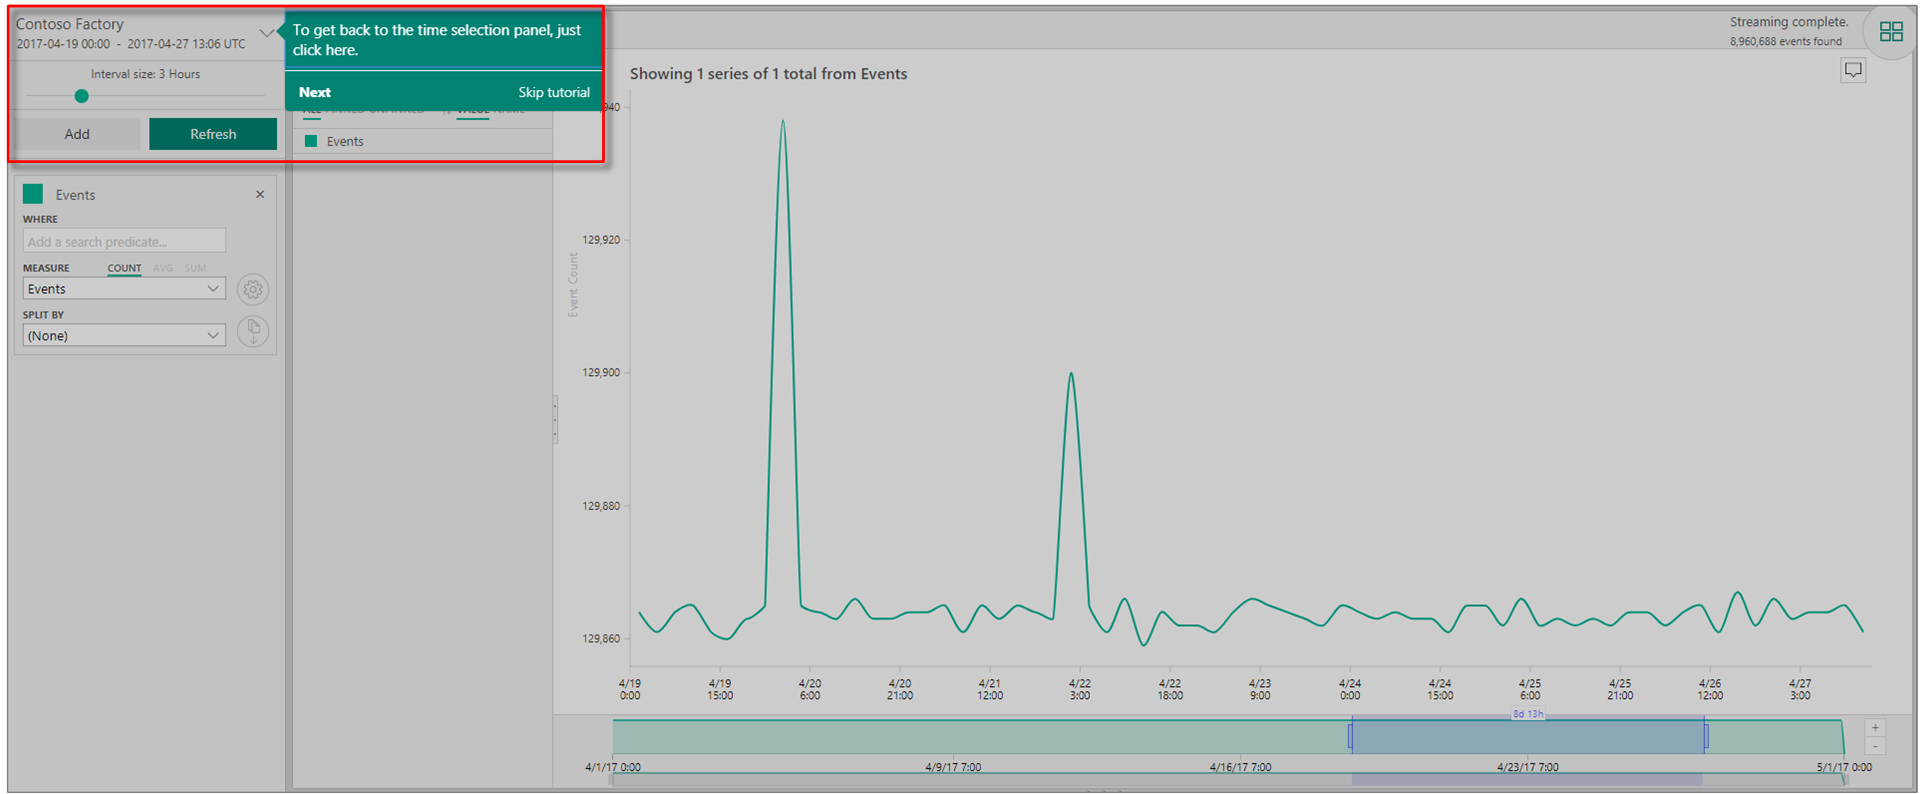 Contoso Factory
2017-04-19 00:00 - 2017-04-27 13:06 UTC
Interval size: 3 Hours
Add
Refresh
To get back to the time selection panel, just
click here.
Next
Skip tutorial
Events
Streaming complete.
8,960,688 events found
Events
WHERE
Add a search predicate...
MEASURE COUNT AVG SUM
Events
SPLIT BY
(None)
Showing 1 series of 1 total from Events
Event Count
940
129,920
129,900
129,880
129,860
4/19 4/19 4/20 4/20 4/21 4/22 4/22 4/23 4/24 4/24 4/25 4/25 4/26 4/27
0:00 15:00 6:00 21:00 12:00 3:00 18:00 9:00 0:00 15:00 6:00 21:00 12:00 3:00
8d 13h
4/1/17 0:00 4/9/17 7:00 4/16/17 7:00 4/23/17 7:00 5/1/17 0:00